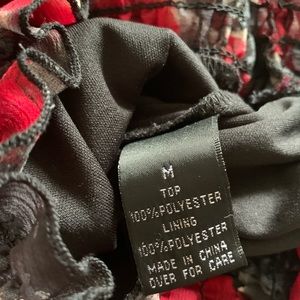 M
TOP
100%POLYESTER
LINING
100%POLYESTER
MADE IN CHINA
OVER FOR CARE